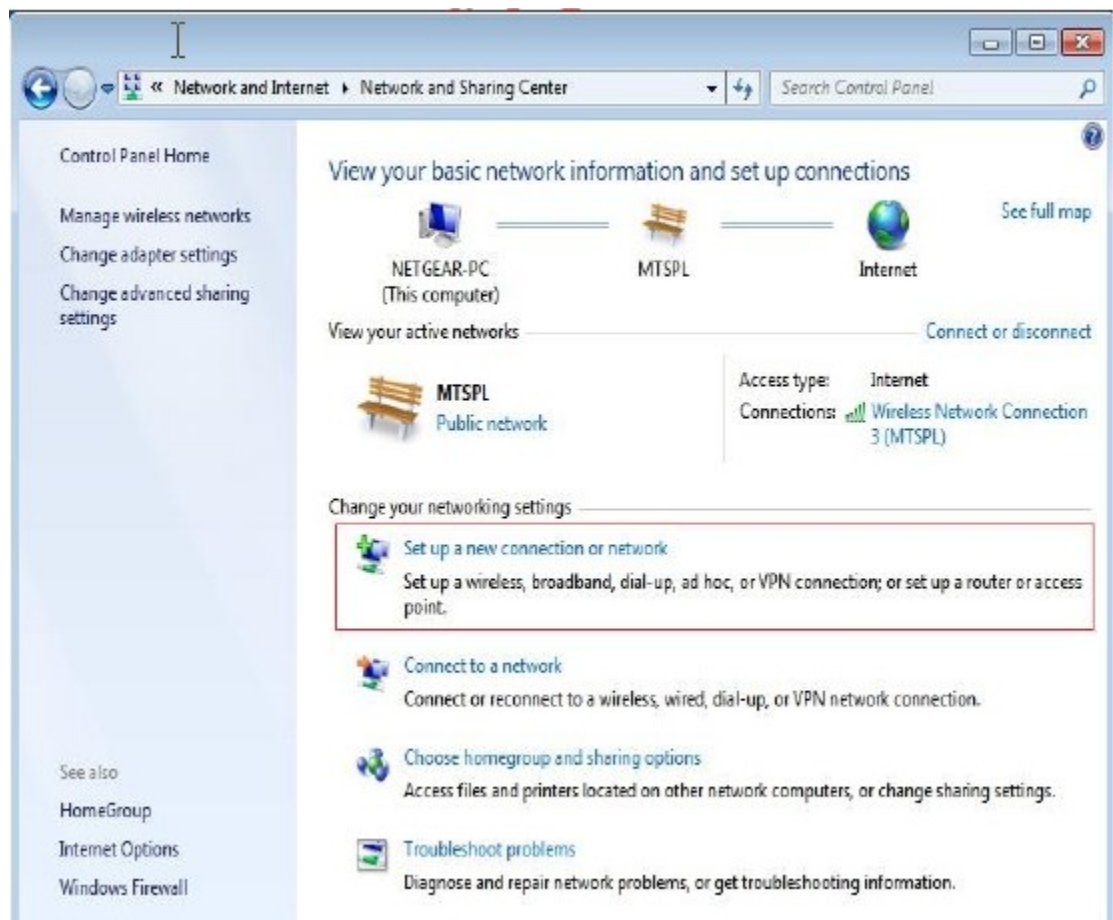 « Network and Internet ▸ Network and Sharing Center
Search Control Panel
Control Panel Home
Manage wireless networks
Change adapter settings
Change advanced sharing
settings
See also
HomeGroup
Internet Options
Windows Firewall
View your basic network information and set up connections
See full map
NETGEAR-PC
(This computer)
MTSPL
Internet
View your active networks
Connect or disconnect
MTSPL
Public network
Access type: Internet
Connections: Wireless Network Connection
3 (MTSPL)
Change your networking settings
Set up a new connection or network
Set up a wireless, broadband, dial-up, ad hoc, or VPN connection; or set up a router or access
point.
Connect to a network
Connect or reconnect to a wireless, wired, dial-up, or VPN network connection.
Choose homegroup and sharing options
Access files and printers located on other network computers, or change sharing settings.
Troubleshoot problems
Diagnose and repair network problems, or get troubleshooting information.